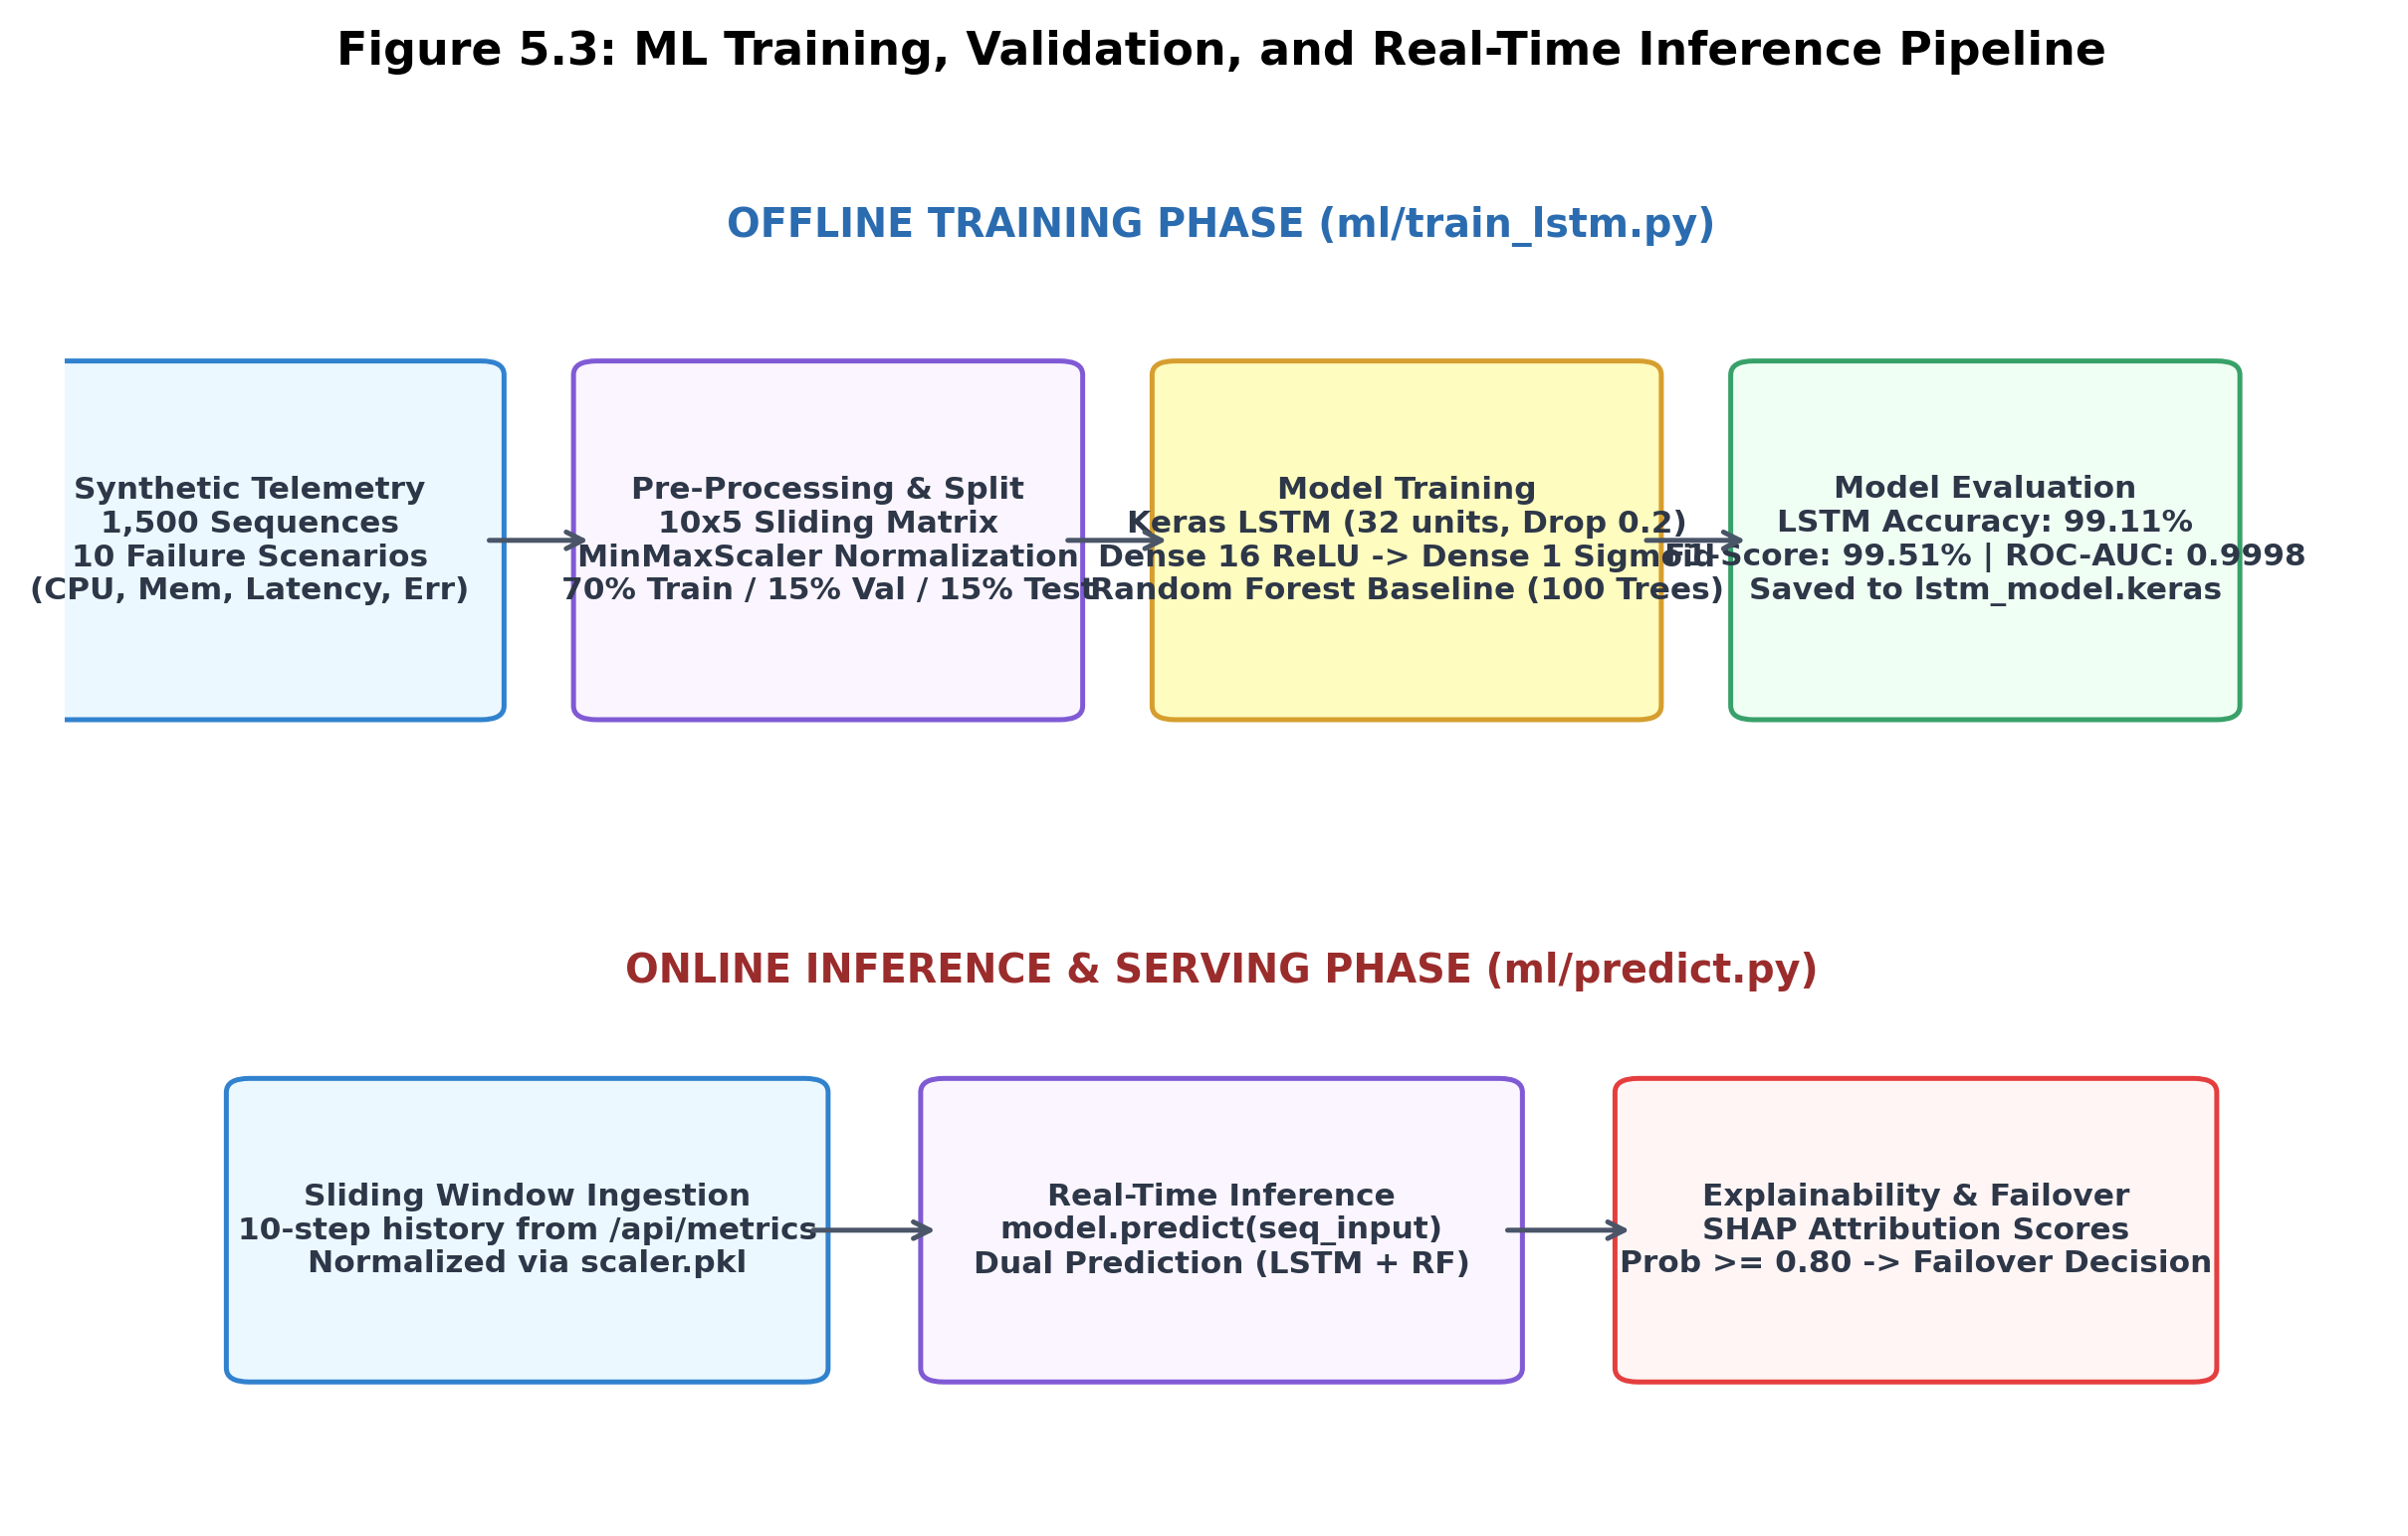 Figure 5.3: ML Training, Validation, and Real-Time Inference Pipeline
OFFLINE TRAINING PHASE (ml/train_lstm.py)
Synthetic Telemetry
1,500 Sequences
10 Failure Scenarios
(CPU, Mem, Latency, Err)
Pre-Processing & Split
10x5 Sliding Matrix
MinMaxScaler Normalization
70% Train / 15% Val / 15% Test
Model Training
Keras LSTM (32 units, Drop 0.2)
Dense 16 ReLU -> Dense 1 Sigmoid
Random Forest Baseline (100 Trees)
Model Evaluation
LSTM Accuracy: 99.11%
F1-Score: 99.51% | ROC-AUC: 0.9998
Saved to lstm_model.keras
ONLINE INFERENCE & SERVING PHASE (ml/predict.py)
Sliding Window Ingestion
10-step history from /api/metrics
Normalized via scaler.pkl
Real-Time Inference
model.predict(seq_input)
Dual Prediction (LSTM + RF)
Explainability & Failover
SHAP Attribution Scores
Prob >= 0.80 -> Failover Decision